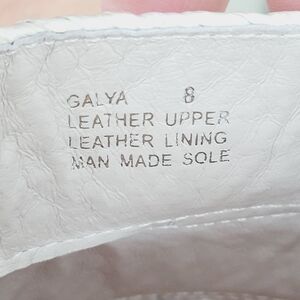 GALYA 8
LEATHER UPPER
LEATHER LINING
MAN MADE SOLE